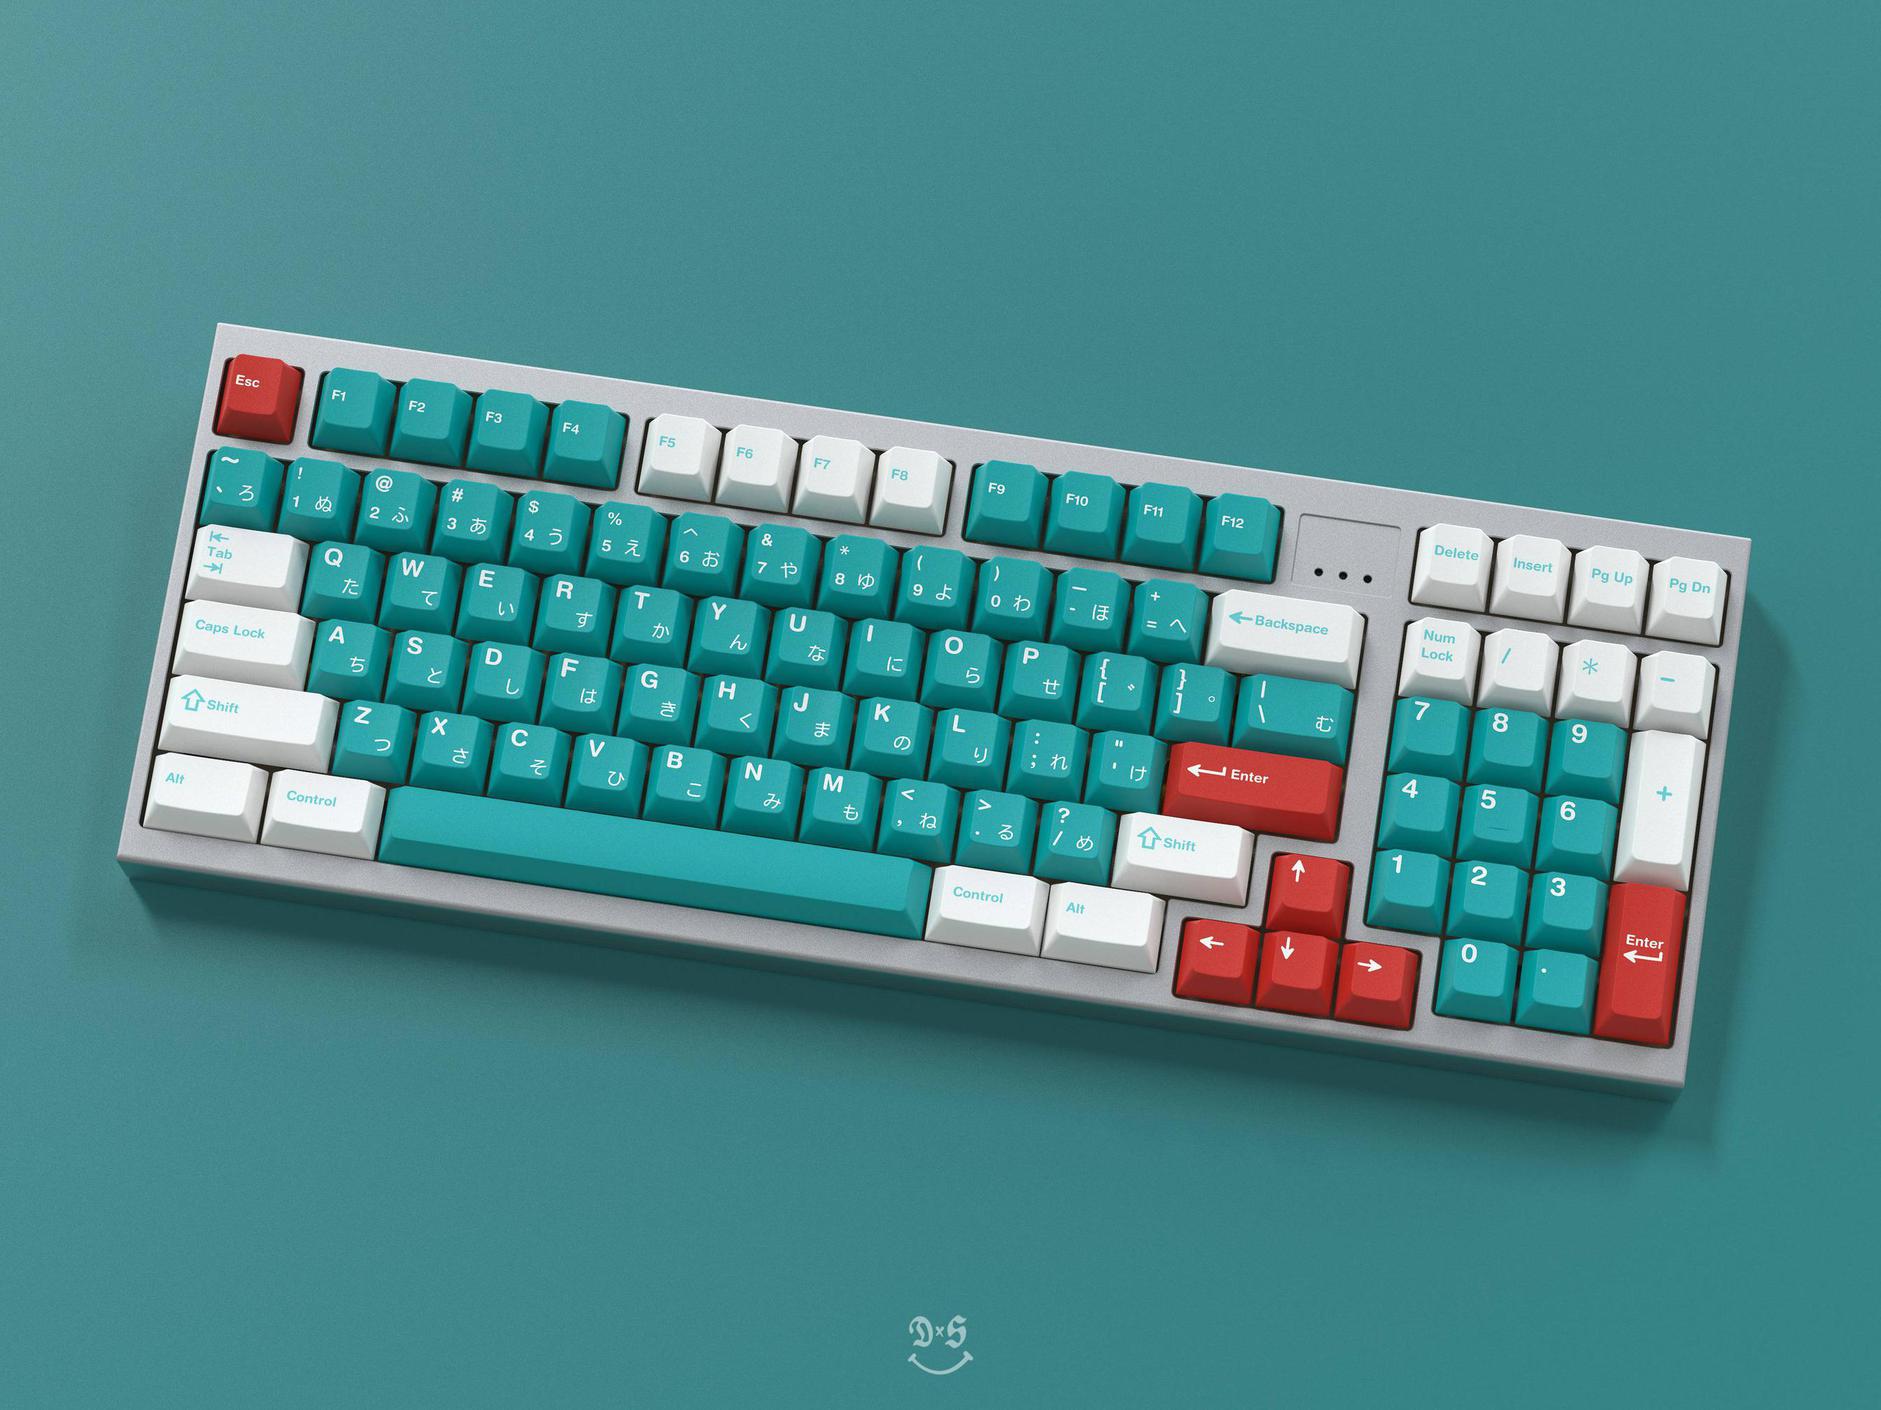 Esc F1 F2 F3 F4 F5 F6 F7 F8 F9 F10 F11 F12 Delete Insert Pg Up Pg Dn
~ ` ろ ! 1 ぬ @ 2 ふ # 3 あ $ 4 う % 5 え ^ 6 お & 7 や * 8 ゆ ( 9 よ ) 0 わ — - ほ + = へ ← Backspace Num Lock / * −
Tab Q た W て E い R す T か Y ん U な I に O ら P せ { [ ゛ } ] ゜ | \ む 7 8 9 +
Caps Lock A ち S と D し F は G き H く J ま K の L り : ; れ " ' け Enter 4 5 6
Shift Z つ X さ C そ V ひ B こ N み M も < , ね > . る ? / め Shift ↑ 1 2 3 Enter
Alt Control Control Alt ← ↓ → 0 .
D×S